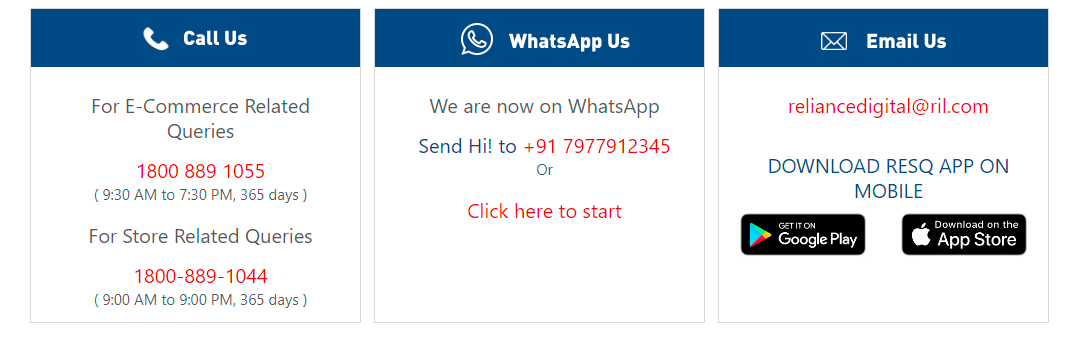 Call Us
For E-Commerce Related
Queries
1800 889 1055
( 9:30 AM to 7:30 PM, 365 days )
For Store Related Queries
1800-889-1044
( 9:00 AM to 9:00 PM, 365 days )
WhatsApp Us
We are now on WhatsApp
Send Hi! to +91 7977912345
Or
Click here to start
Email Us
reliancedigital@ril.com
DOWNLOAD RESQ APP ON
MOBILE
GET IT ON
Google Play
Download on the
App Store